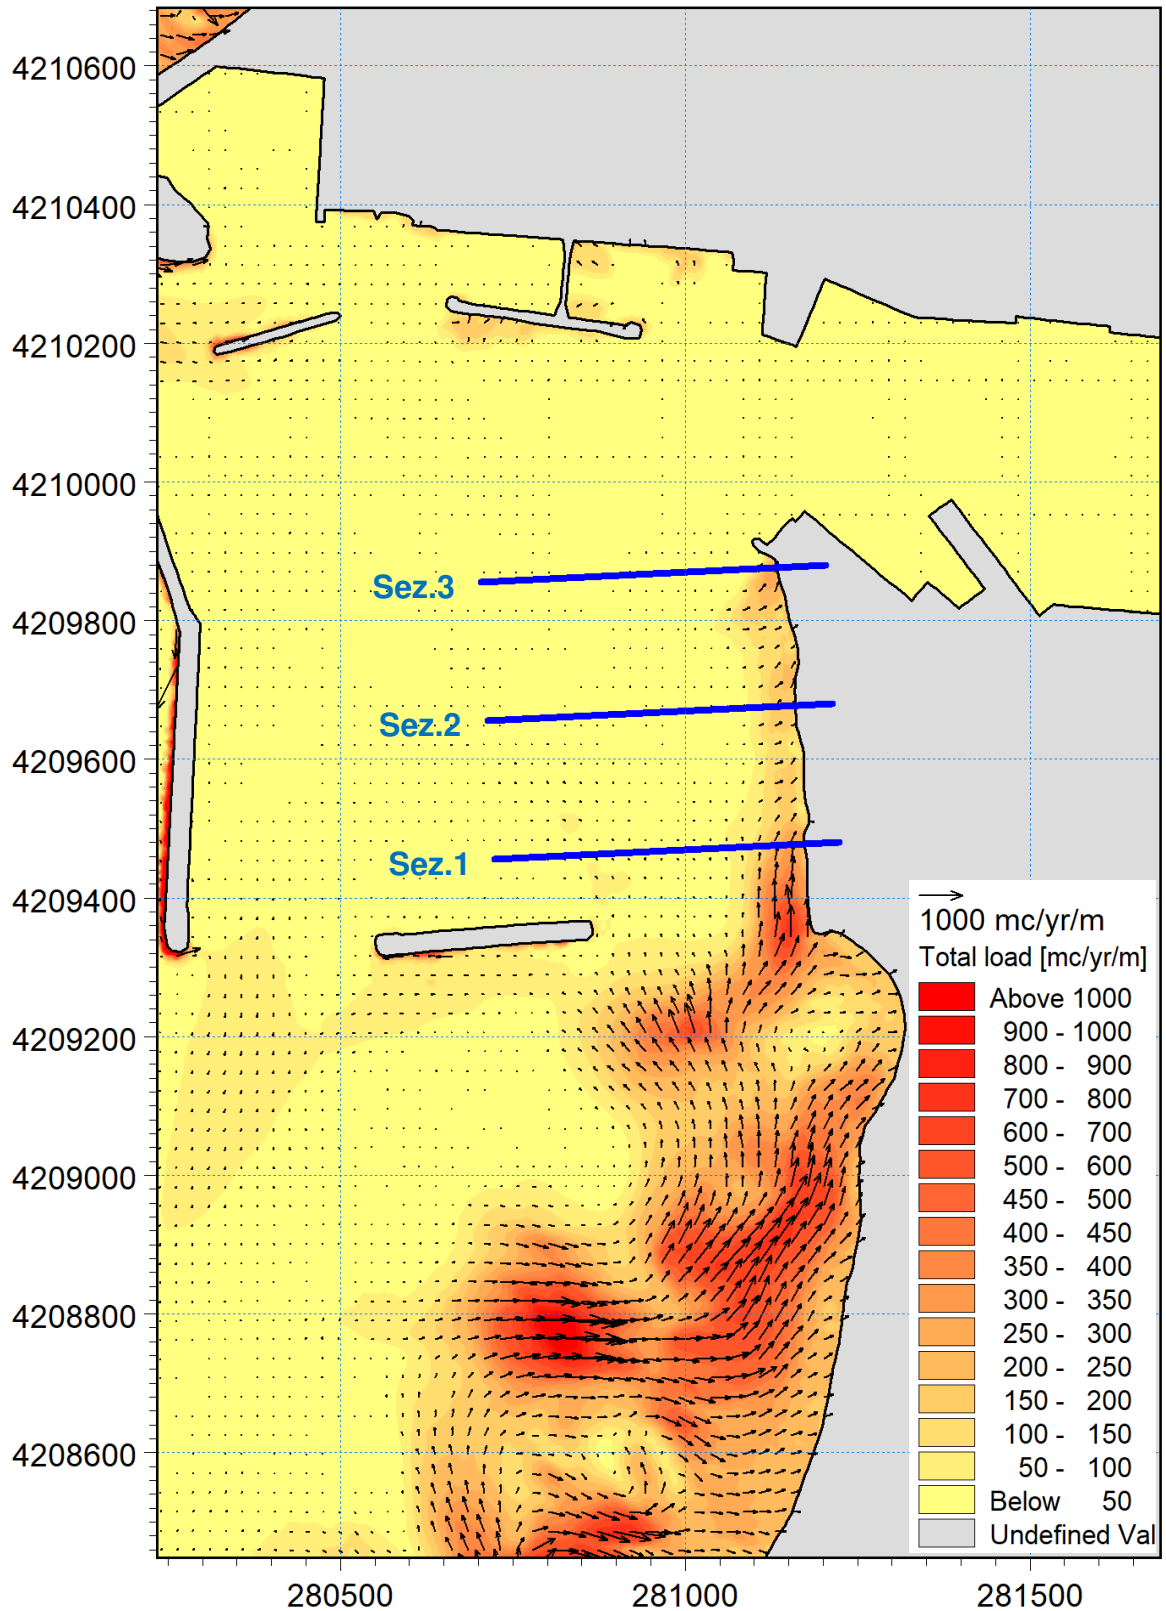 4210600
4210400
4210200
4210000
4209800
4209600
4209400
4209200
4209000
4208800
4208600
Sez.3
Sez.2
Sez.1
1000 mc/yr/m
Total load [mc/yr/m]
Above 1000
900 - 1000
800 - 900
700 - 800
600 - 700
500 - 600
450 - 500
400 - 450
350 - 400
300 - 350
250 - 300
200 - 250
150 - 200
100 - 150
50 - 100
Below 50
Undefined Val
280500 281000 281500